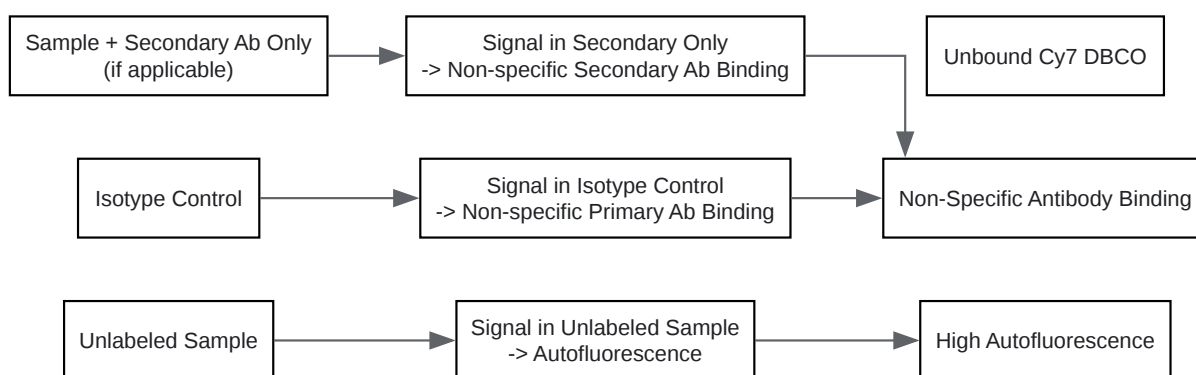 Sample + Secondary Ab Only
(if applicable)
Signal in Secondary Only
-> Non-specific Secondary Ab Binding
Unbound Cy7 DBCO
Isotype Control
Signal in Isotype Control
-> Non-specific Primary Ab Binding
Non-Specific Antibody Binding
Unlabeled Sample
Signal in Unlabeled Sample
-> Autofluorescence
High Autofluorescence